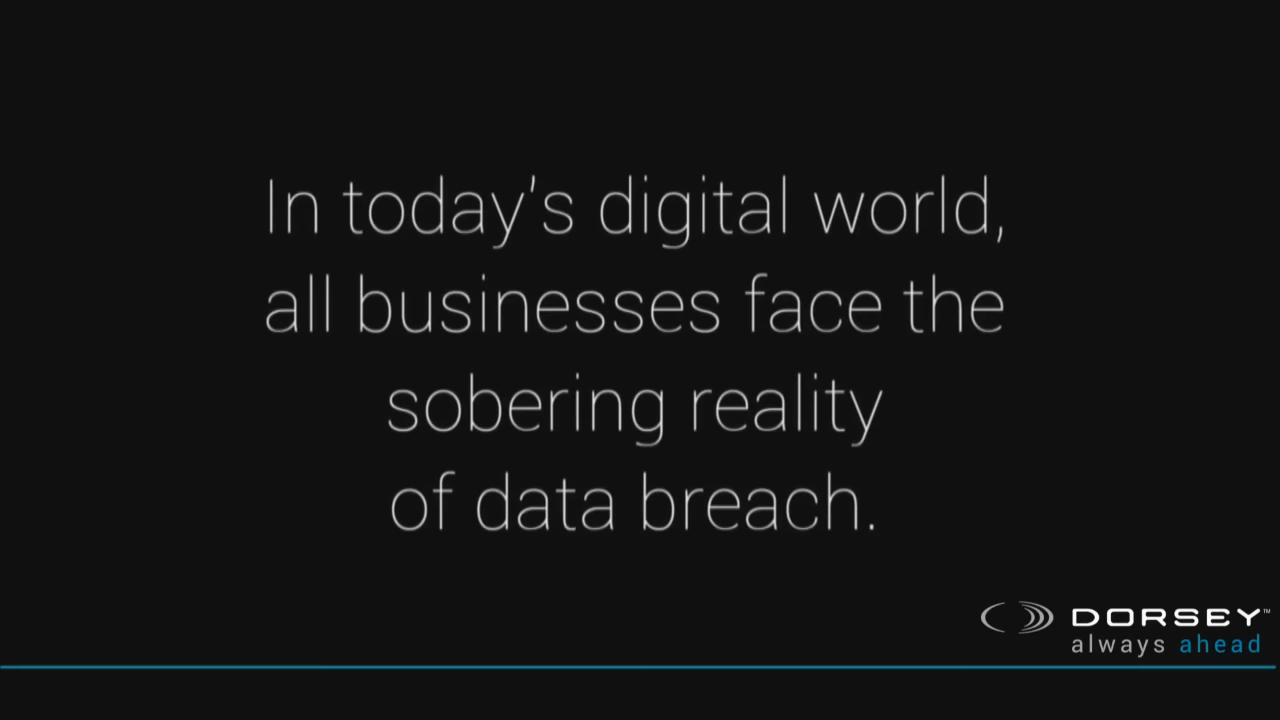 In today's digital world,
all businesses face the
sobering reality
of data breach.
DORSEY™
always ahead